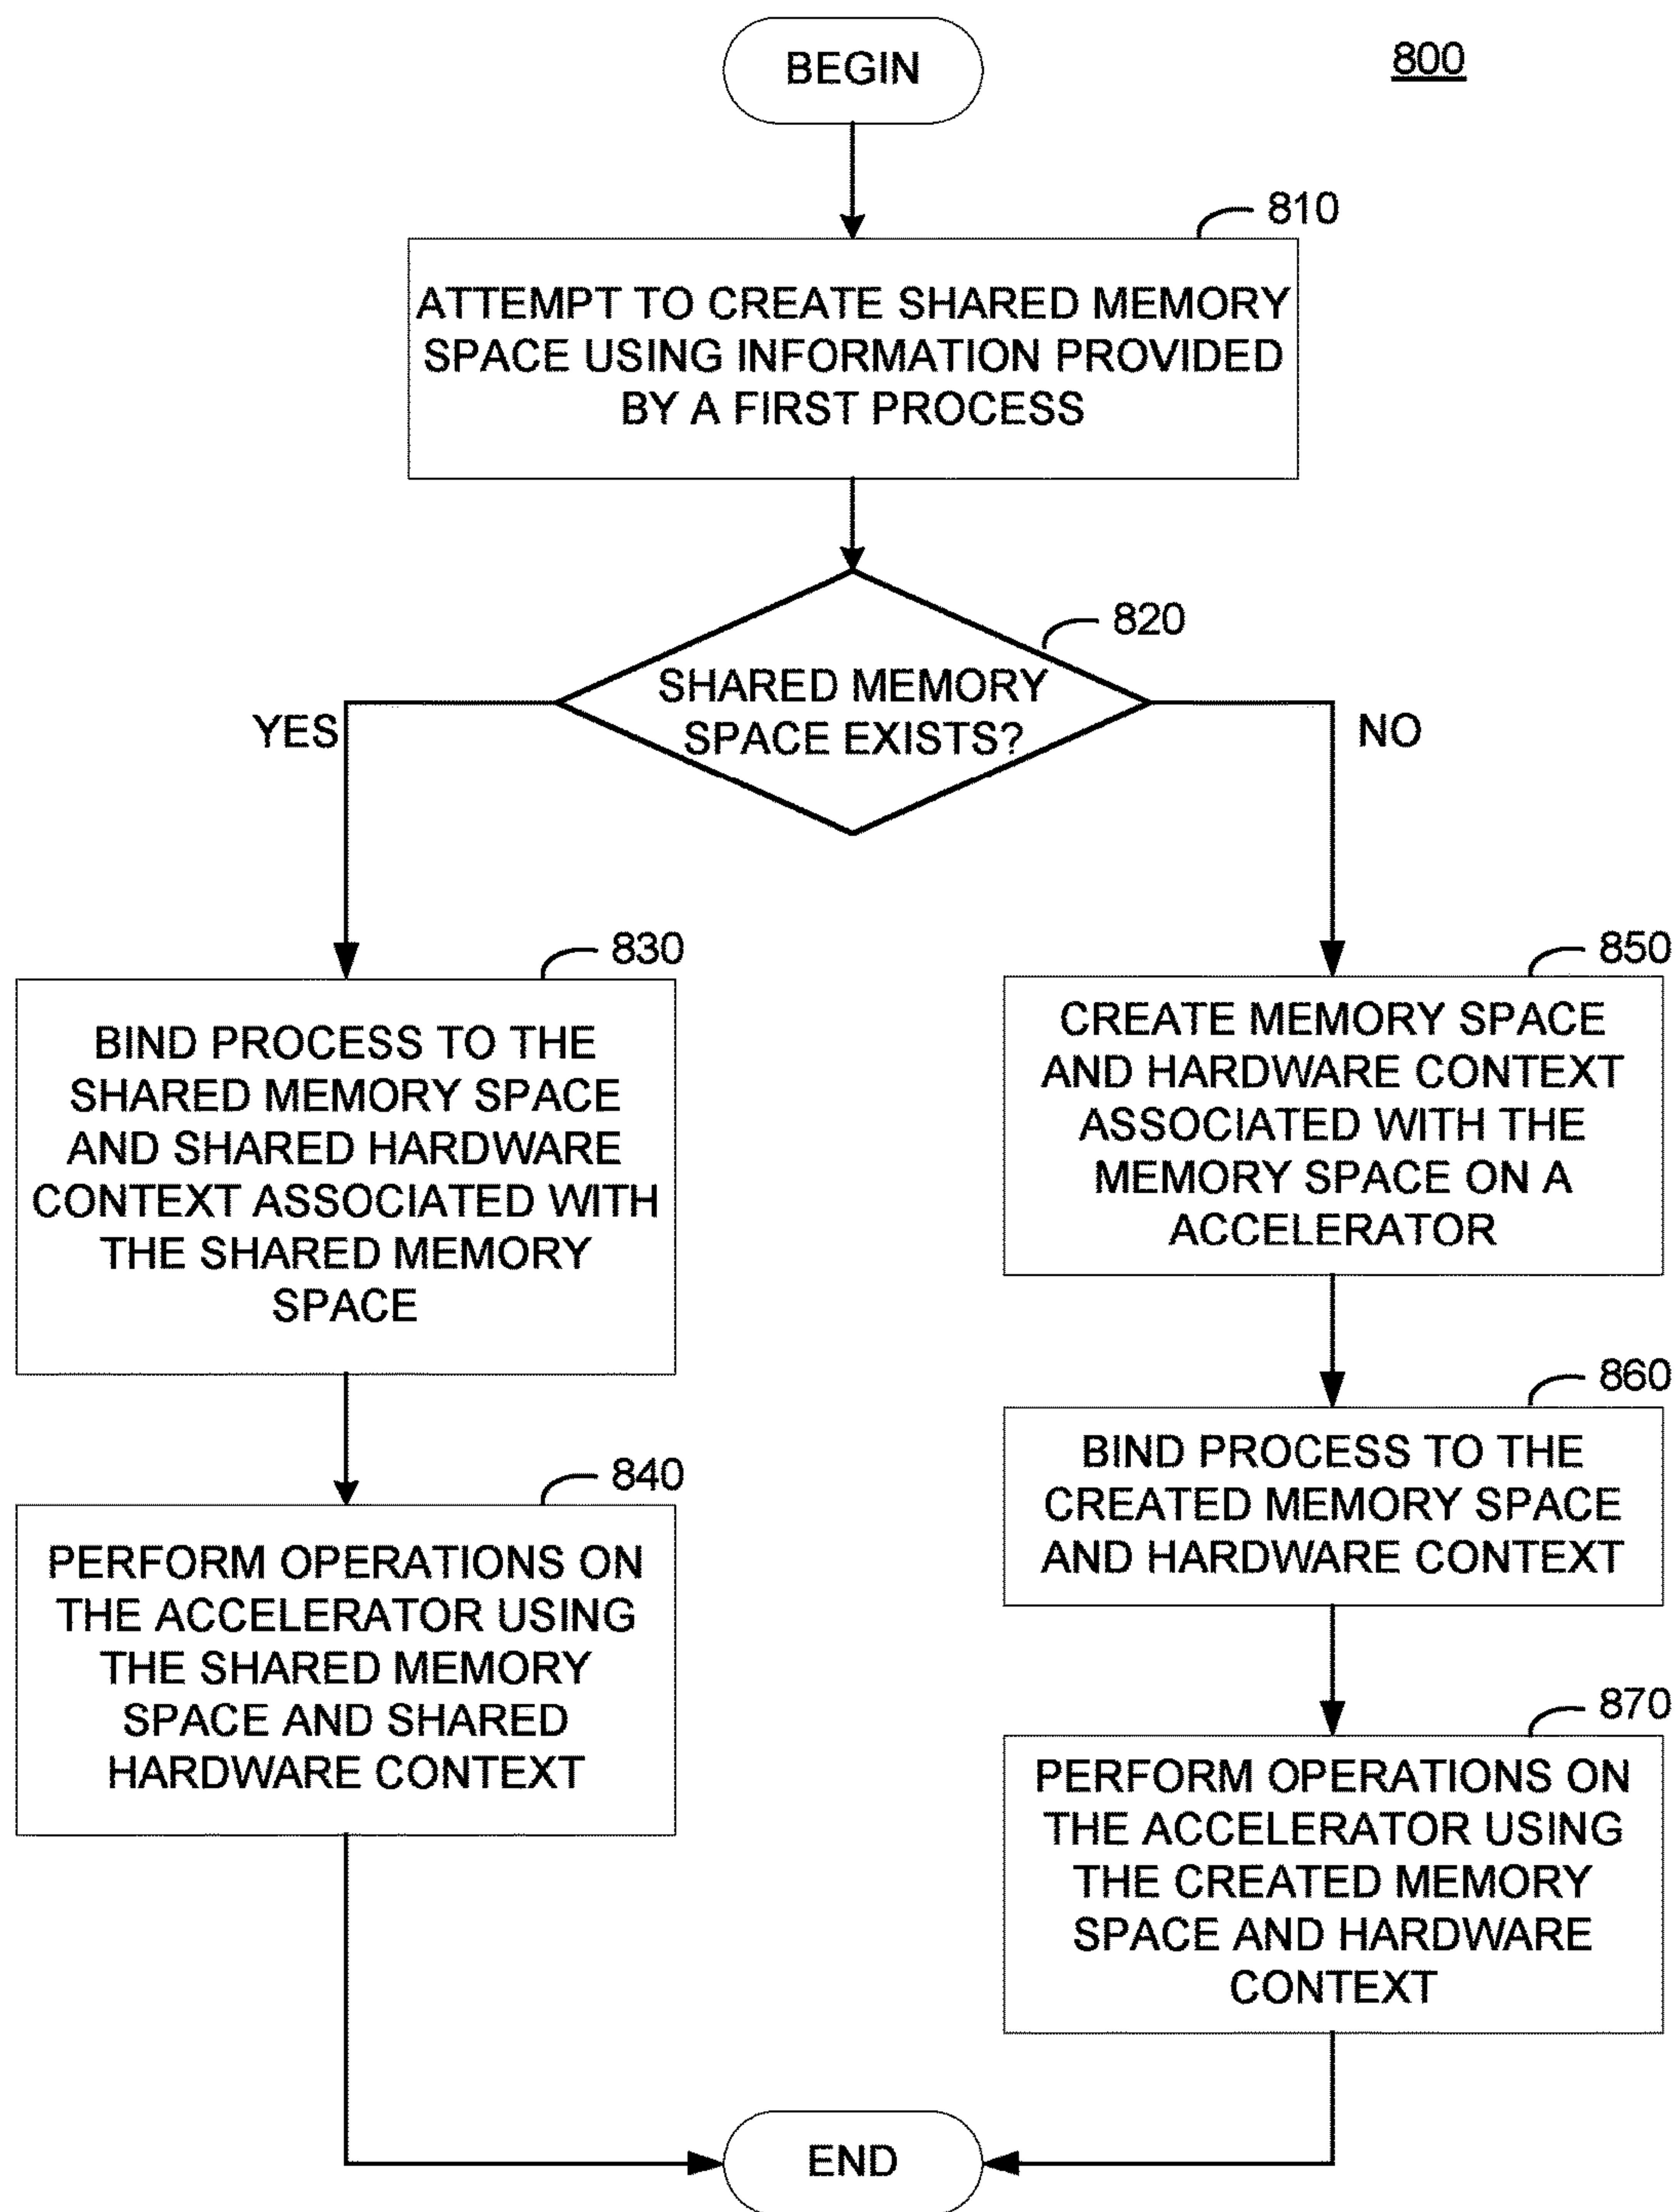 BEGIN
800
810
ATTEMPT TO CREATE SHARED MEMORY
SPACE USING INFORMATION PROVIDED
BY A FIRST PROCESS
820
SHARED MEMORY
SPACE EXISTS?
YES
NO
830
BIND PROCESS TO THE
SHARED MEMORY SPACE
AND SHARED HARDWARE
CONTEXT ASSOCIATED WITH
THE SHARED MEMORY
SPACE
840
PERFORM OPERATIONS ON
THE ACCELERATOR USING
THE SHARED MEMORY
SPACE AND SHARED
HARDWARE CONTEXT
850
CREATE MEMORY SPACE
AND HARDWARE CONTEXT
ASSOCIATED WITH THE
MEMORY SPACE ON A
ACCELERATOR
860
BIND PROCESS TO THE
CREATED MEMORY SPACE
AND HARDWARE CONTEXT
870
PERFORM OPERATIONS ON
THE ACCELERATOR USING
THE CREATED MEMORY
SPACE AND HARDWARE
CONTEXT
END